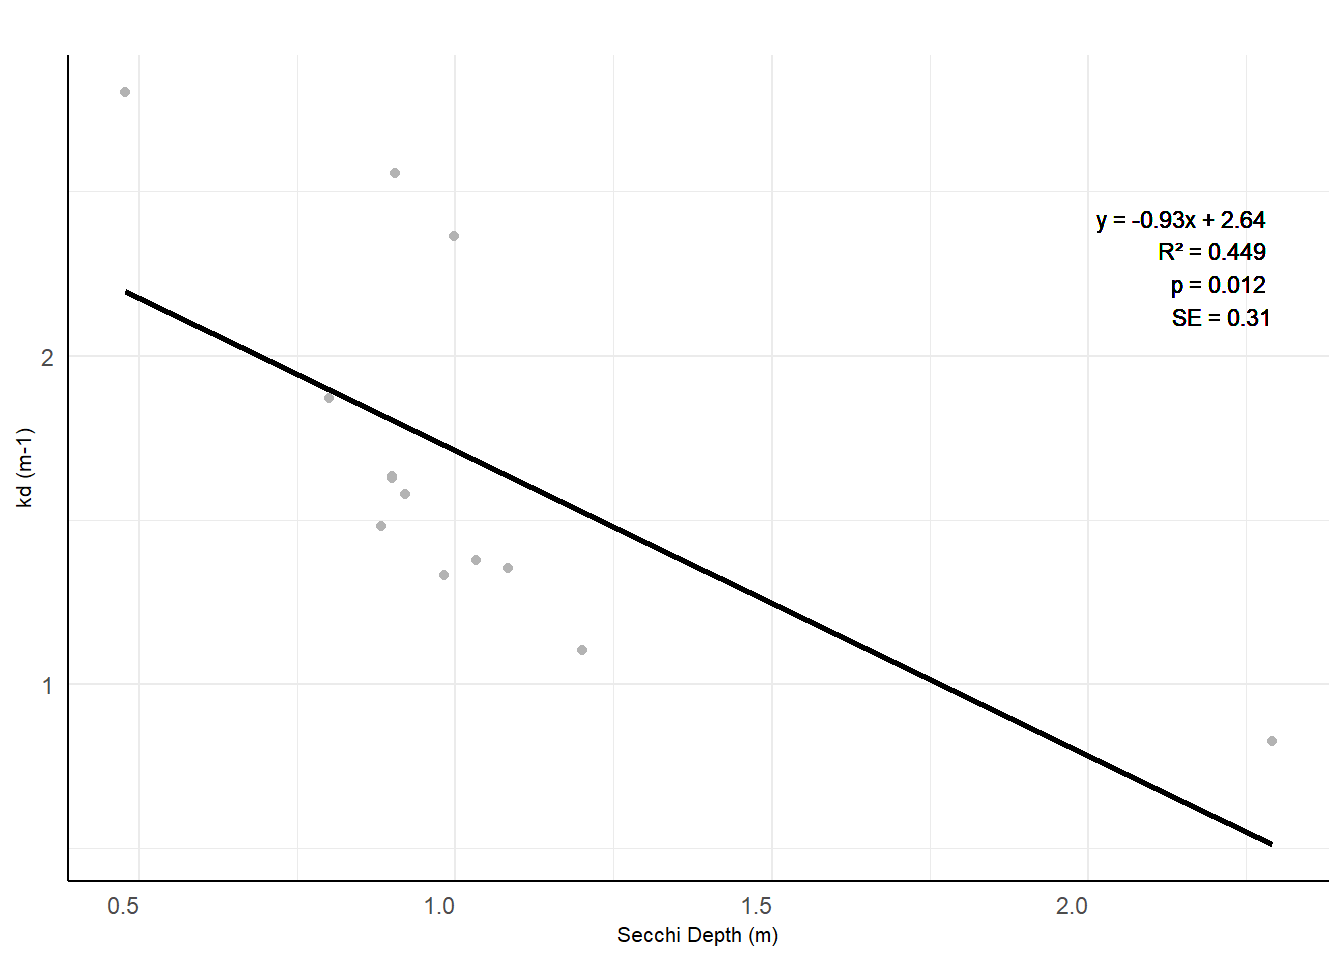 y = -0.93x + 2.64
R² = 0.449
p = 0.012
SE = 0.31
2
1
kd (m-1)
0.5 1.0 1.5 2.0
Secchi Depth (m)